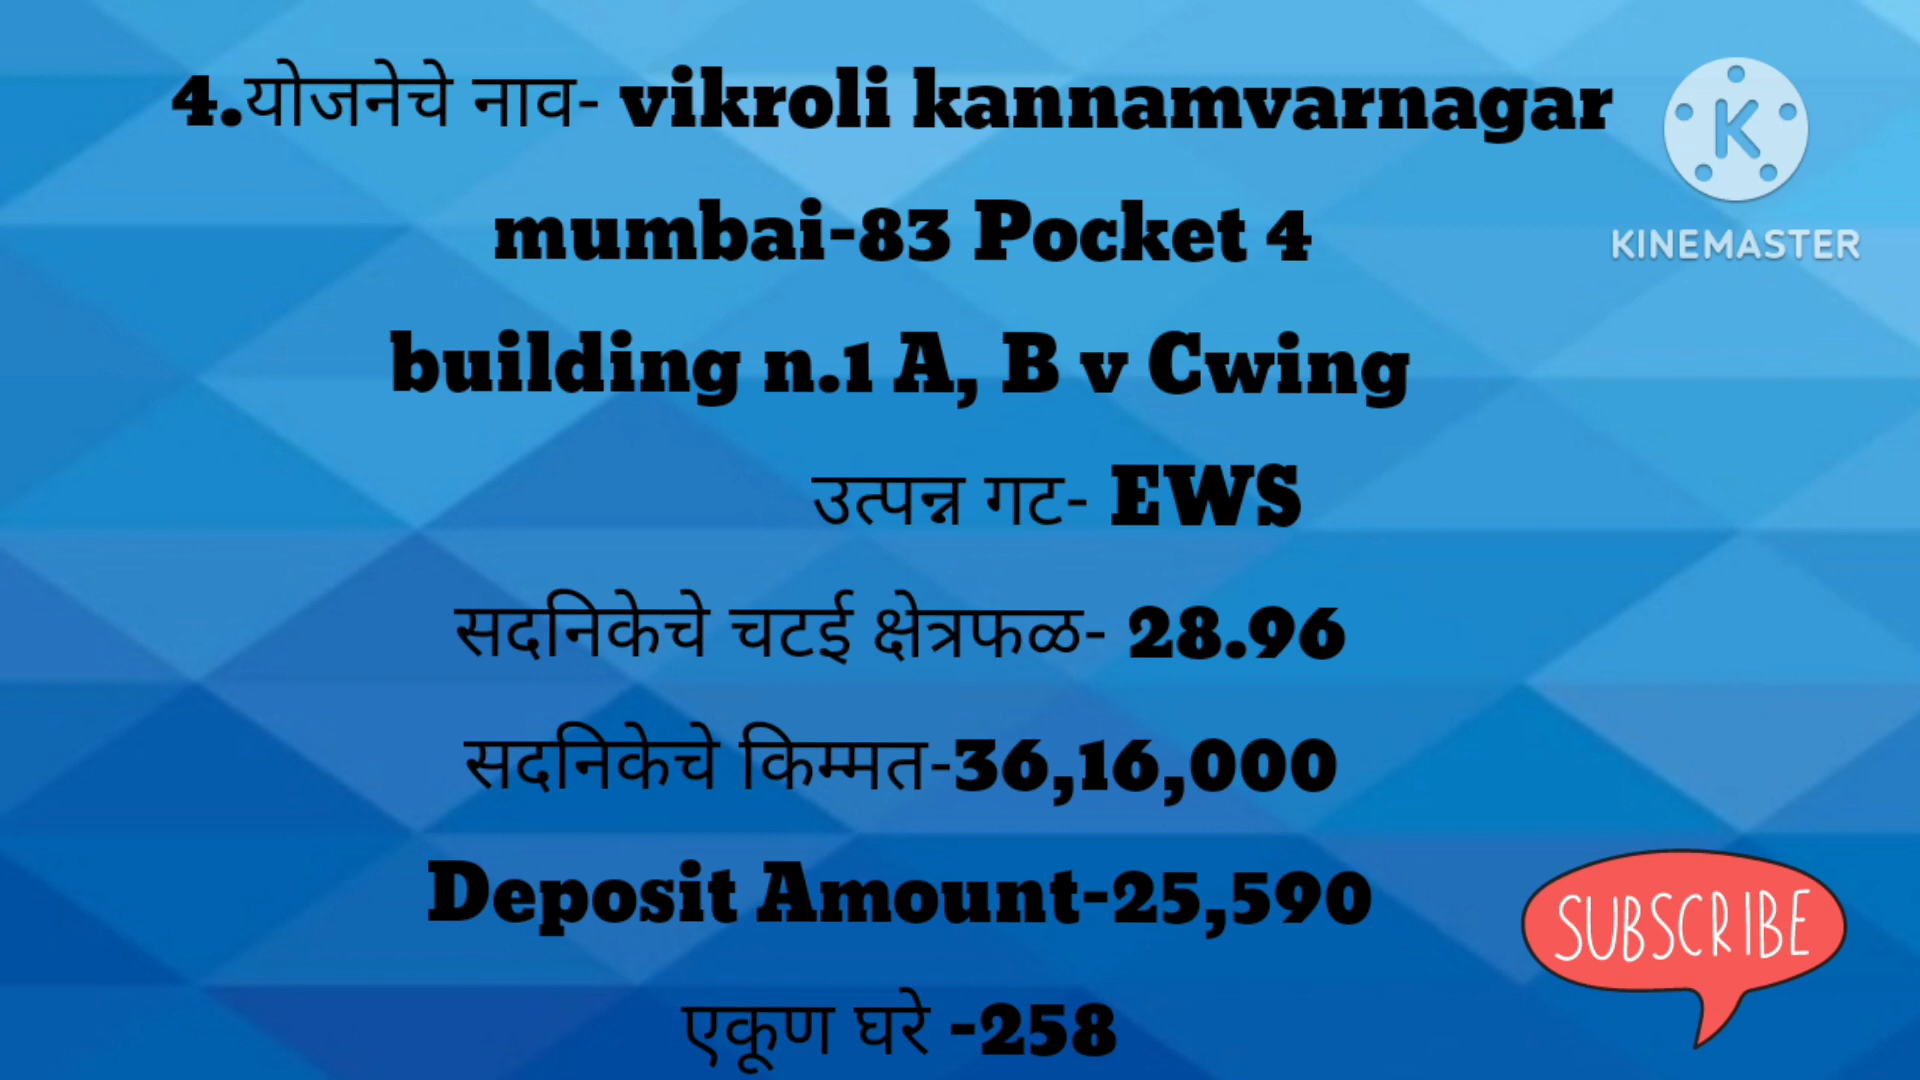 4.योजनेचे नाव- vikroli kannamvarnagar
mumbai-83 Pocket 4
building n.1 A, B v Cwing
उत्पन्न गट- EWS
सदनिकेचे चटई क्षेत्रफळ- 28.96
सदनिकेचे किम्मत-36,16,000
Deposit Amount-25,590
एकूण घरे -258
K
KINEMASTER
SUBSCRIBE